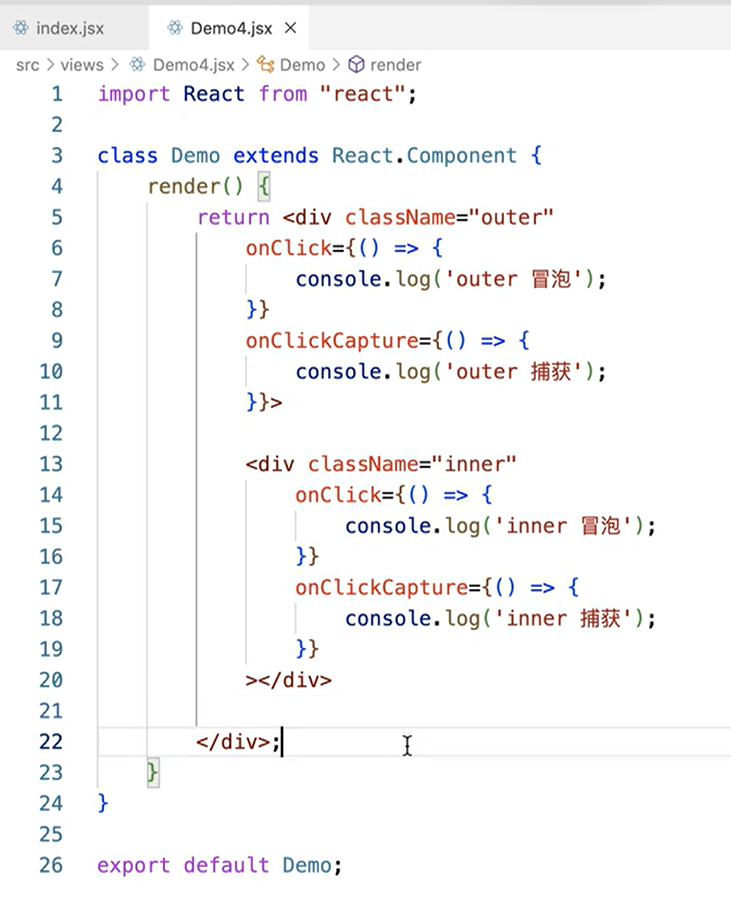 index.jsx Demo4.jsx ×
src > views > Demo4.jsx > Demo > render
1 import React from "react";
2
3 class Demo extends React.Component {
4 render() {
5 return <div className="outer"
6 onClick={() => {
7 console.log('outer 冒泡');
8 }}
9 onClickCapture={() => {
10 console.log('outer 捕获');
11 }}>
12
13 <div className="inner"
14 onClick={() => {
15 console.log('inner 冒泡');
16 }}
17 onClickCapture={() => {
18 console.log('inner 捕获');
19 }}
20 ></div>
21
22 </div>;
23 }
24 }
25
26 export default Demo;